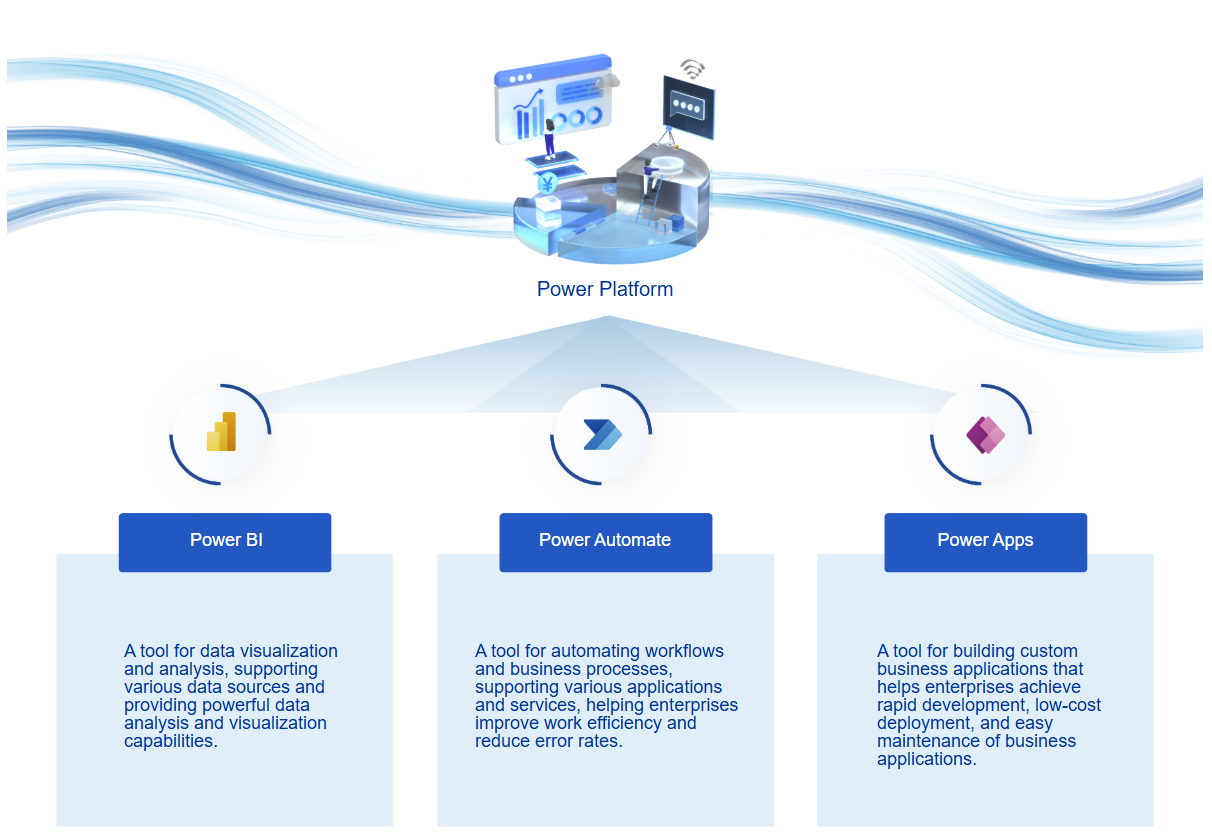 ¥
Power Platform
Power BI
Power Automate
Power Apps
A tool for data visualization
and analysis, supporting
various data sources and
providing powerful data
analysis and visualization
capabilities.
A tool for automating workflows
and business processes,
supporting various applications
and services, helping enterprises
improve work efficiency and
reduce error rates.
A tool for building custom
business applications that
helps enterprises achieve
rapid development, low-cost
deployment, and easy
maintenance of business
applications.